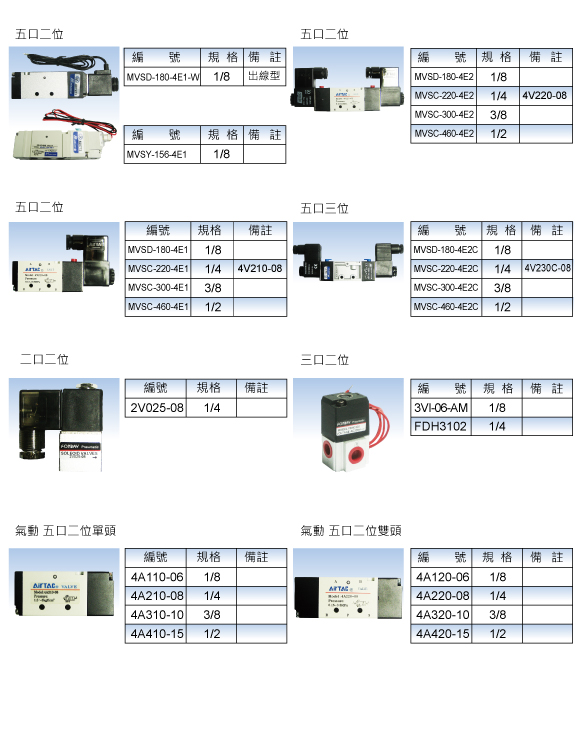 五口二位
編 號 規 格 備 註
MVSD-180-4E1-W 1/8 出線型
編 號 規 格 備 註
MVSY-156-4E1 1/8
五口二位
編 號 規 格 備 註
MVSD-180-4E2 1/8
MVSC-220-4E2 1/4 4V220-08
MVSC-300-4E2 3/8
MVSC-460-4E2 1/2
五口二位
AIRTAC
編號 規格 備註
MVSD-180-4E1 1/8
MVSC-220-4E1 1/4 4V210-08
MVSC-300-4E1 3/8
MVSC-460-4E1 1/2
五口三位
編 號 規 格 備 註
MVSD-180-4E2C 1/8
MVSC-220-4E2C 1/4 4V230C-08
MVSC-300-4E2C 3/8
MVSC-460-4E2C 1/2
二口二位
編號 規格 備註
2V025-08 1/4
三口二位
編 號 規 格 備 註
3VI-06-AM 1/8
FDH3102 1/4
氣動 五口二位單頭
AIRTAC VALVE
編號 規格 備註
4A110-06 1/8
4A210-08 1/4
4A310-10 3/8
4A410-15 1/2
氣動 五口二位雙頭
AIRTAC VALVE
編 號 規 格 備 註
4A120-06 1/8
4A220-08 1/4
4A320-10 3/8
4A420-15 1/2